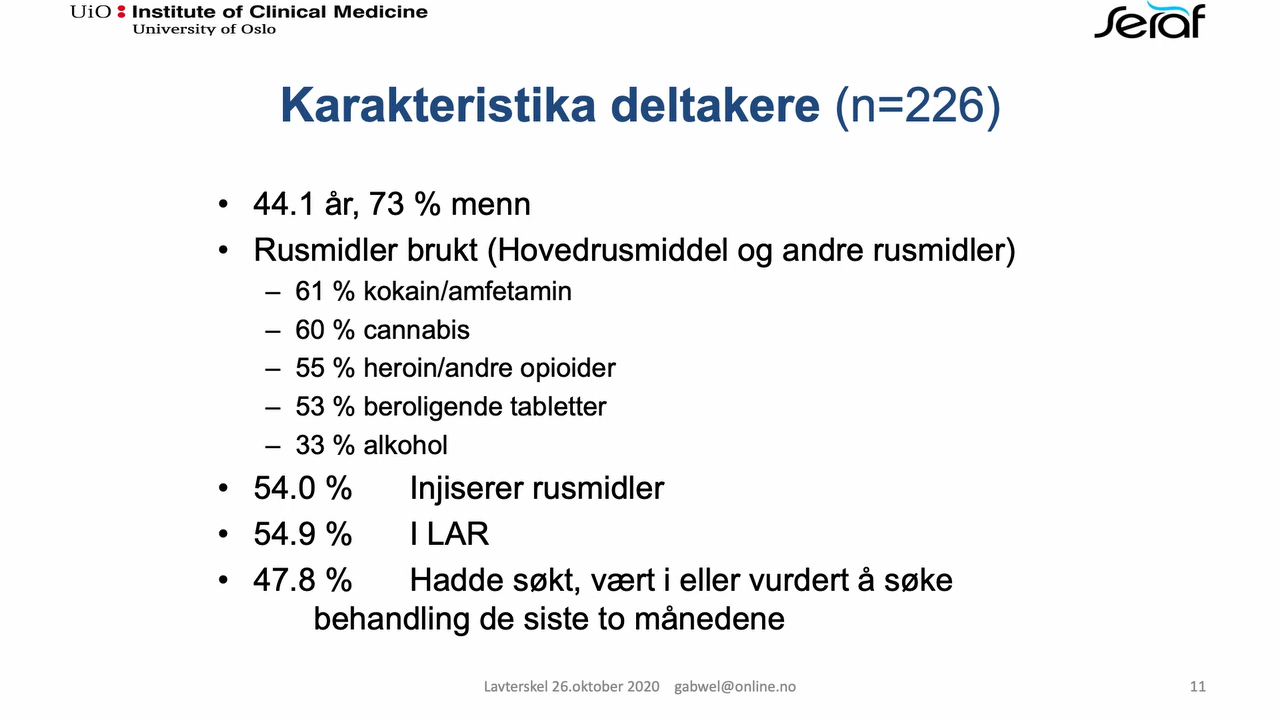 UiO : Institute of Clinical Medicine
University of Oslo
seraf
Karakteristika deltakere (n=226)
• 44.1 år, 73 % menn
• Rusmidler brukt (Hovedrusmiddel og andre rusmidler)
– 61 % kokain/amfetamin
– 60 % cannabis
– 55 % heroin/andre opioider
– 53 % beroligende tabletter
– 33 % alkohol
• 54.0 % Injiserer rusmidler
• 54.9 % I LAR
• 47.8 % Hadde søkt, vært i eller vurdert å søke
behandling de siste to månedene
Lavterskel 26.oktober 2020 gabwel@online.no 11